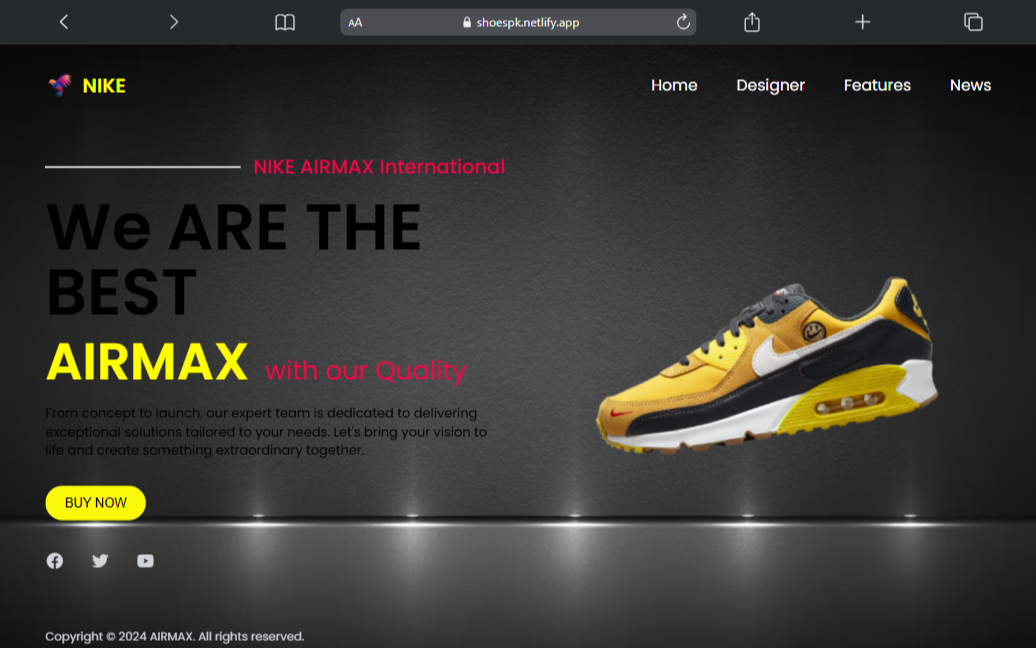 AA
shoespk.netlify.app
NIKE
Home Designer Features News
NIKE AIRMAX International
We ARE THE
BEST
AIRMAX with our Quality
From concept to launch, our expert team is dedicated to delivering
exceptional solutions tailored to your needs. Let's bring your vision to
life and create something extraordinary together.
BUY NOW
Copyright © 2024 AIRMAX. All rights reserved.